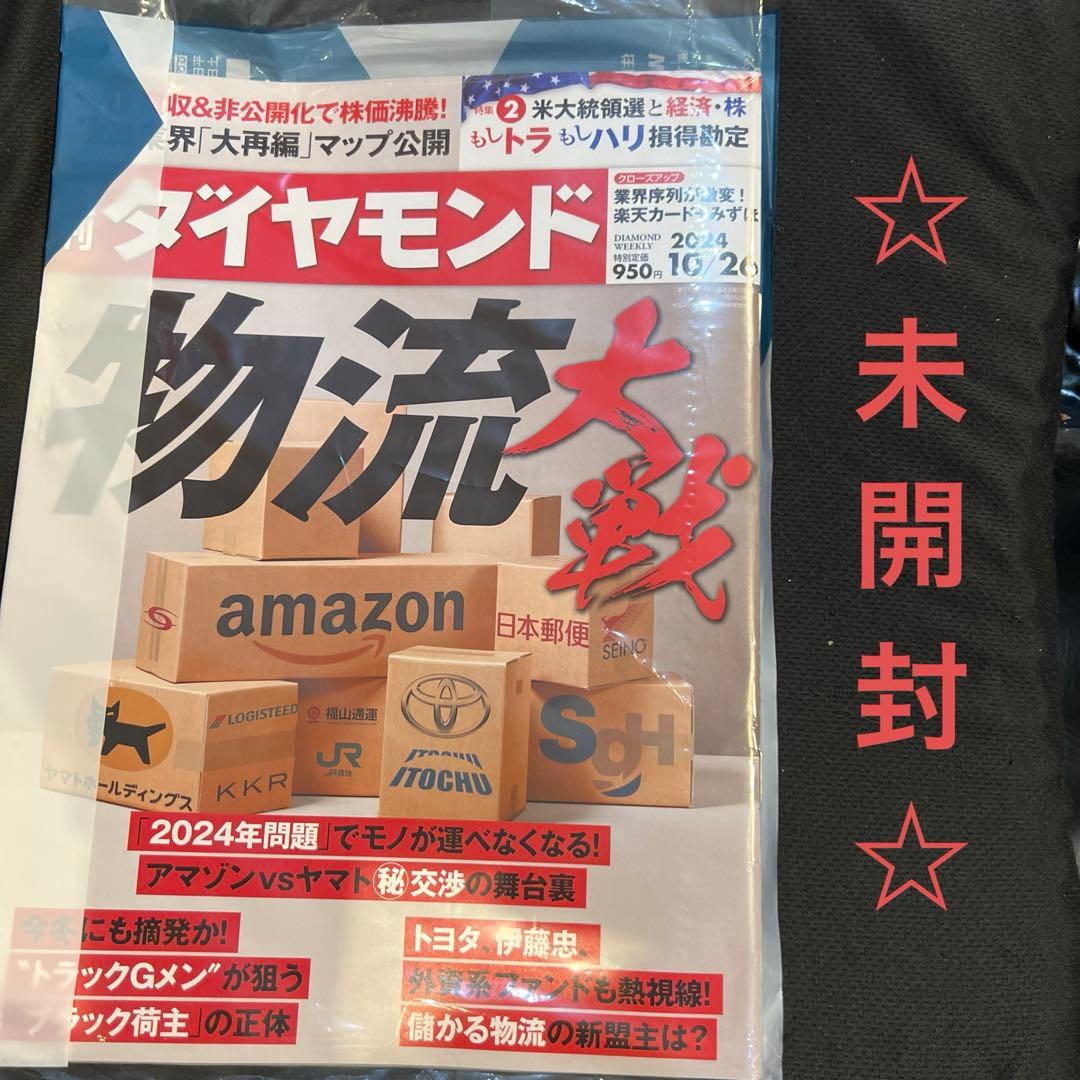 収&非公開化で株価沸騰!
業界「大再編」マップ公開
特集 2 米大統領選と経済・株
もしトラ もしハリ 損得勘定
刊 ダイヤモンド
クローズアップ
業界序列が激変!
楽天カード+みずほ
DIAMOND WEEKLY
2024
10/26
特別定価
950円
物流大戦
amazon
日本郵便
SEINO
LOGISTEED
福山通運
JR
JR貨物
ITOCHU
ITOCHU
SgH
ヤマトホールディングス
KKR
「2024年問題」でモノが運べなくなる!
アマゾンvsヤマト㊙交渉の舞台裏
今冬にも摘発か!
"トラックGメン"が狙う
ブラック荷主」の正体
トヨタ、伊藤忠、
外資系ファンドも熱視線!
儲かる物流の新盟主は?
☆未開封☆